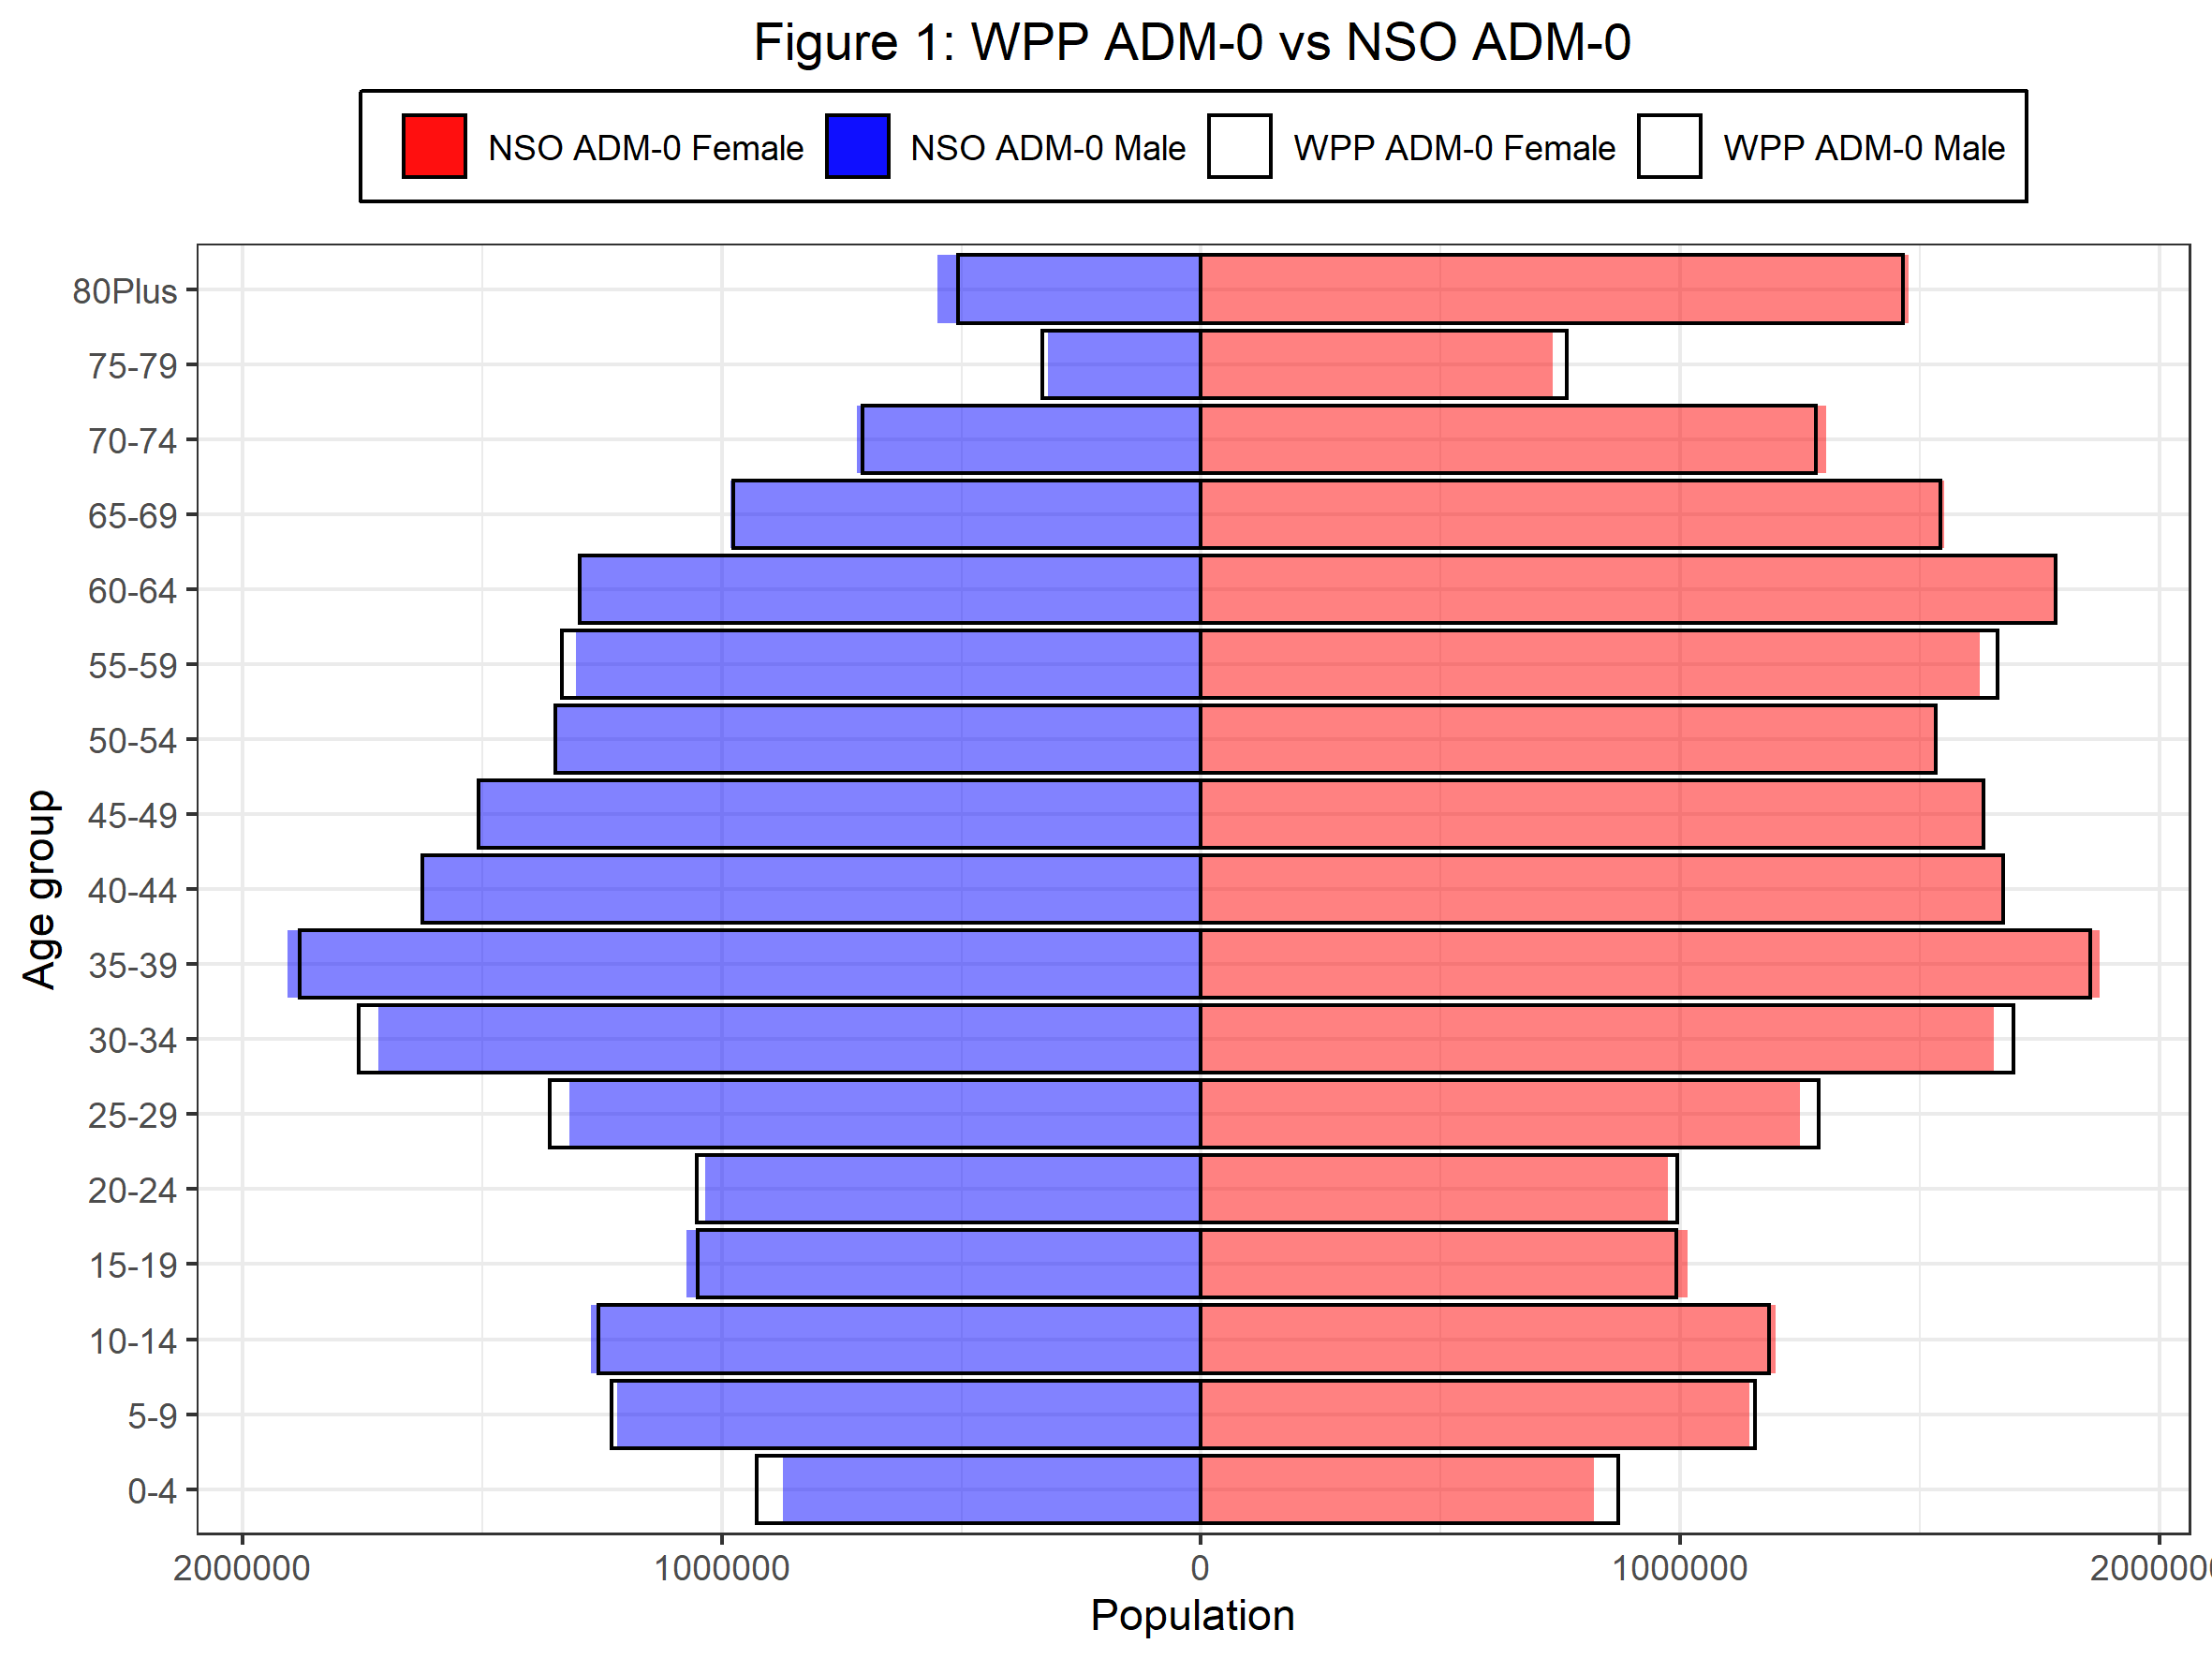 Figure 1: WPP ADM-0 vs NSO ADM-0
NSO ADM-0 Female NSO ADM-0 Male WPP ADM-0 Female WPP ADM-0 Male
80Plus
75-79
70-74
65-69
60-64
55-59
50-54
45-49
40-44
35-39
30-34
25-29
20-24
15-19
10-14
5-9
0-4
Age group
2000000 1000000 0 1000000 200000
Population